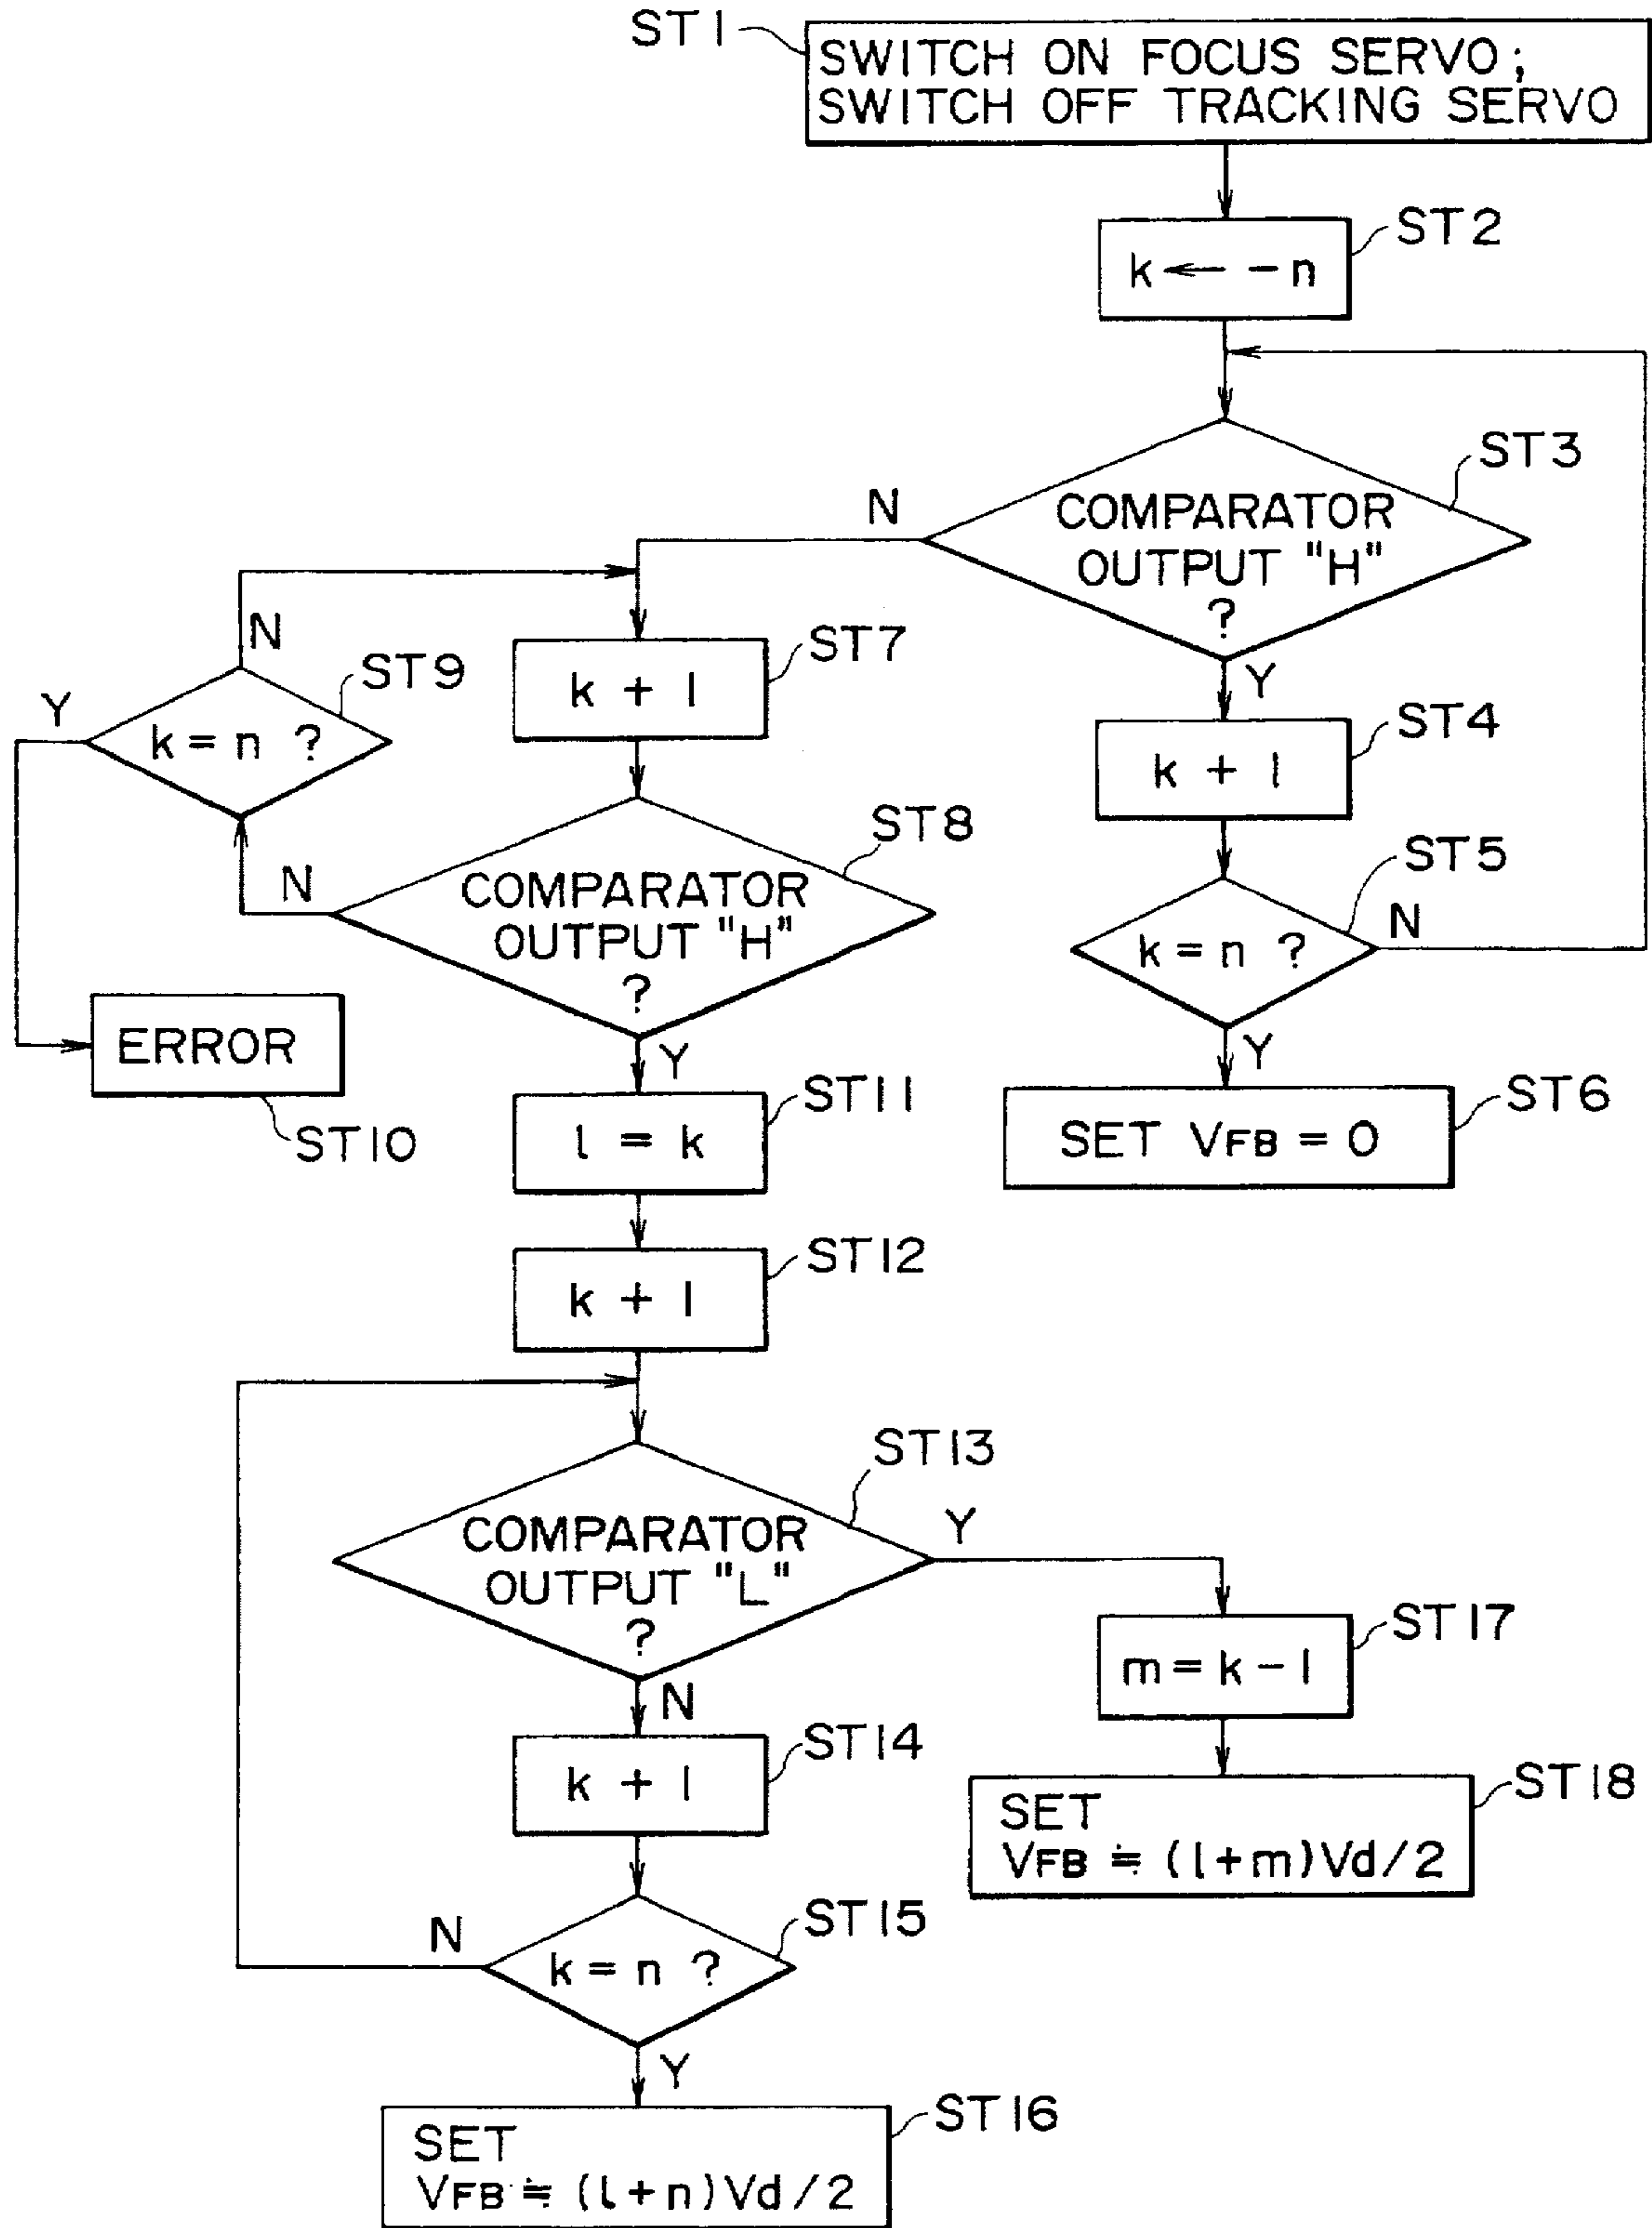 ST1
SWITCH ON FOCUS SERVO;
SWITCH OFF TRACKING SERVO
ST2
k ← -n
ST3
COMPARATOR
OUTPUT "H"
?
N
Y
ST4
k + 1
ST5
k = n ?
N
Y
ST6
SET VFB = 0
ST7
k + 1
ST8
COMPARATOR
OUTPUT "H"
?
N
Y
ST9
k = n ?
N
Y
ERROR
ST10
ST11
l = k
ST12
k + 1
ST13
COMPARATOR
OUTPUT "L"
?
Y
N
ST14
k + 1
ST15
k = n ?
N
Y
ST16
SET
VFB ≒ (l+n)Vd/2
ST17
m = k - 1
ST18
SET
VFB ≒ (l+m)Vd/2